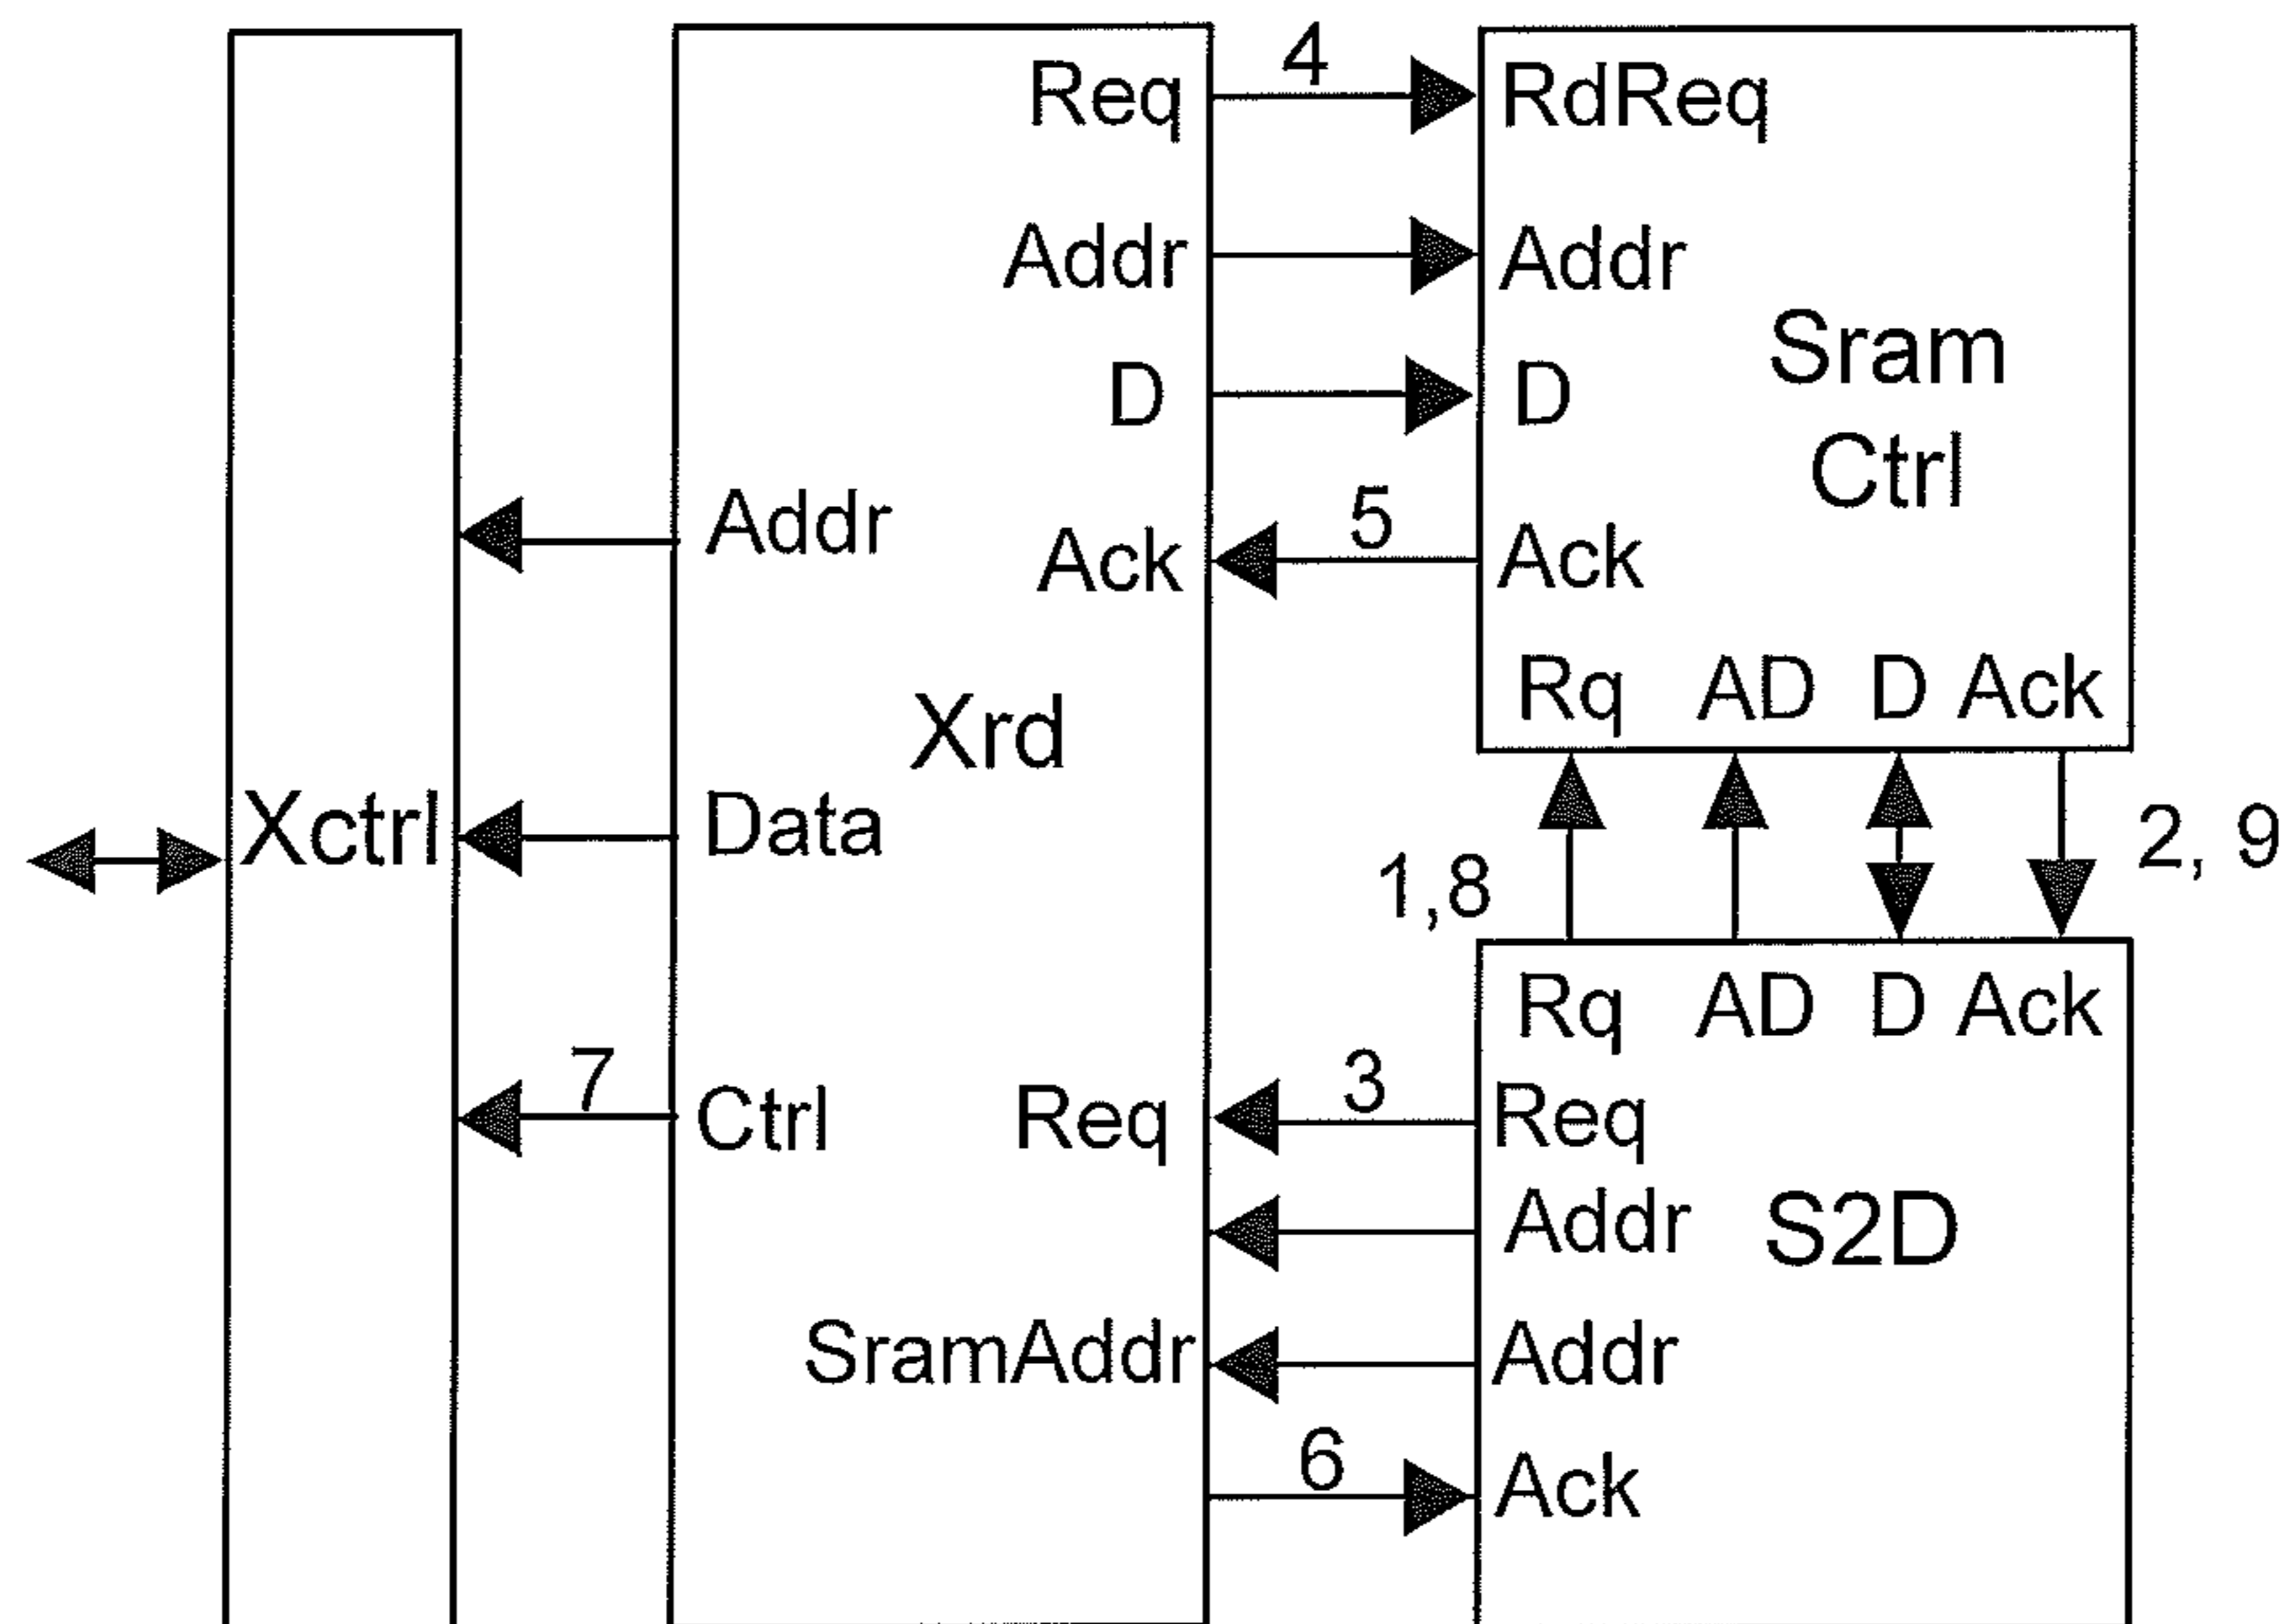 4
Req
RdReq
Addr
Addr
D
D
Sram
Ctrl
Addr
5
Ack
Ack
Rq AD D Ack
Xrd
Xctrl
Data
1,8
2, 9
Rq AD D Ack
7
Ctrl
3
Req
Req
Addr
S2D
SramAddr
Addr
6
Ack